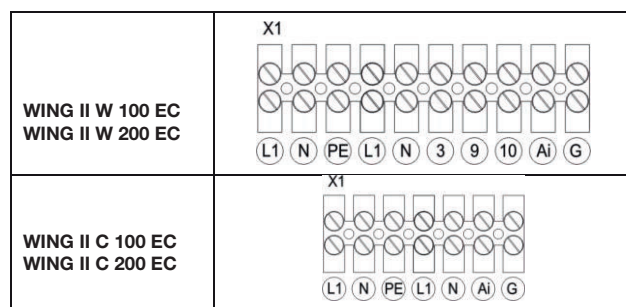 X1
WING II W 100 EC
WING II W 200 EC
L1 N PE L1 N 3 9 10 Ai G
X1
WING II C 100 EC
WING II C 200 EC
L1 N PE L1 N Ai G